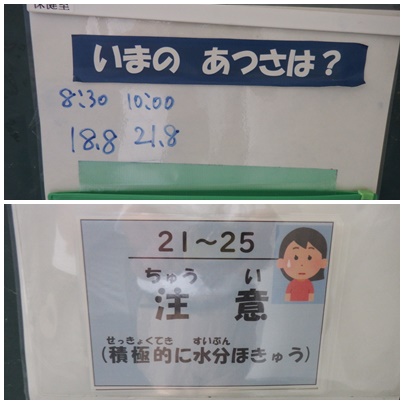 保健室
いまの あつさは？
8:30 10:00
18.8 21.8
21～25
ちゅう い
注 意
せっきょくてき すいぶん
(積極的に水分ほきゅう)